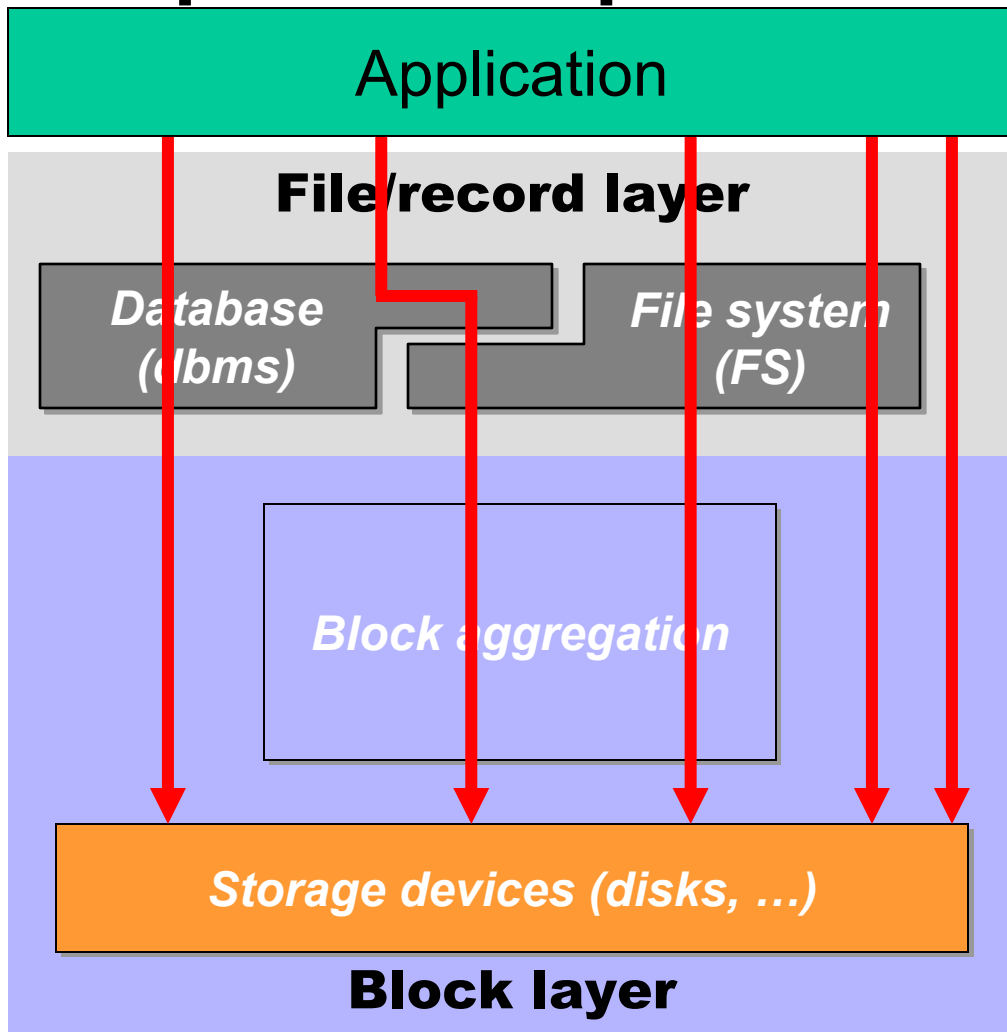 Application
File/record layer
Database
(dbms)
File system
(FS)
Block aggregation
Storage devices (disks, …)
Block layer